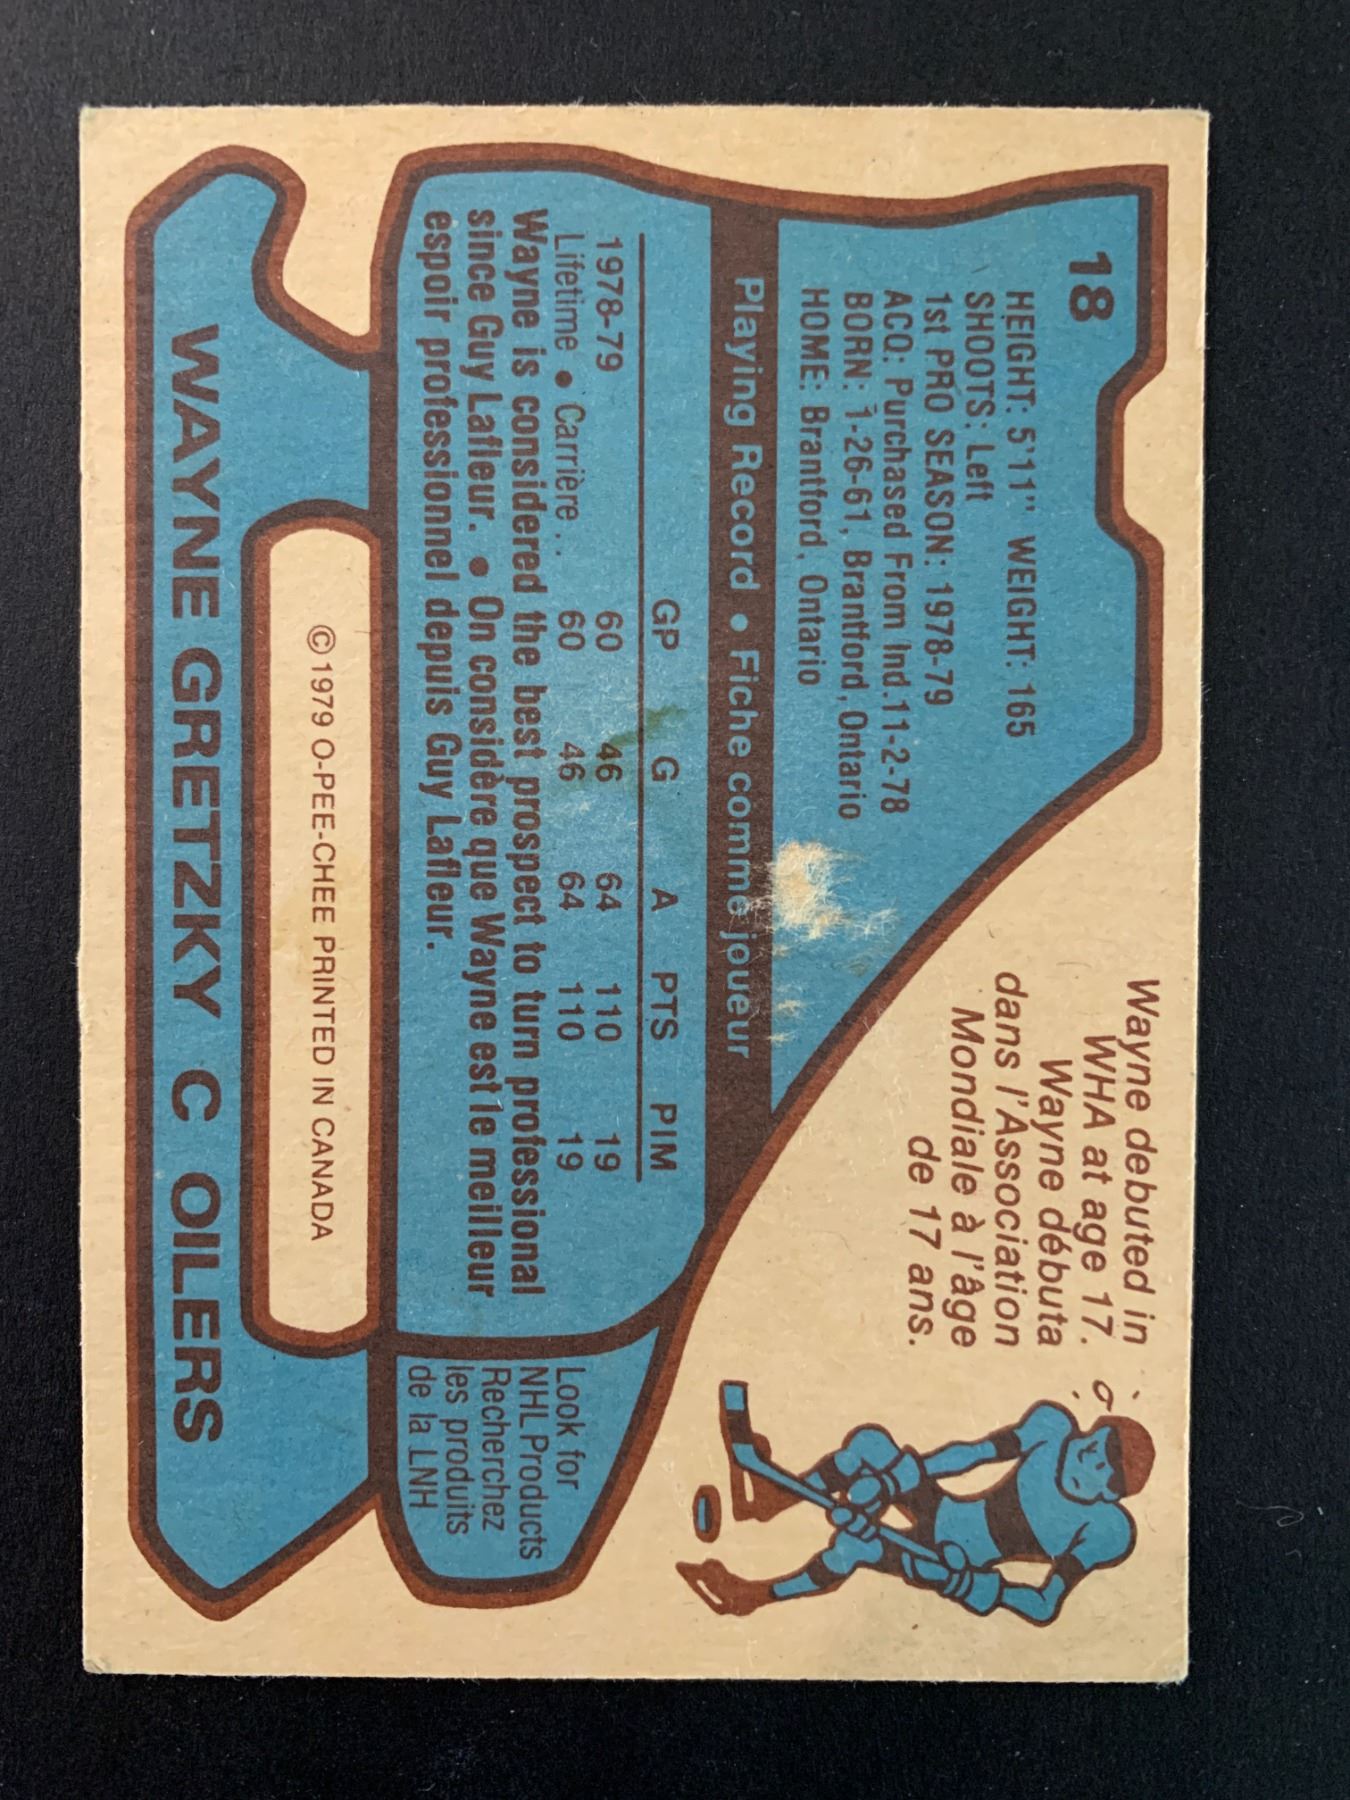 18
HEIGHT: 5'11" WEIGHT: 165
SHOOTS: Left
1st PRO SEASON: 1978-79
ACQ: Purchased From Ind.11-2-78
BORN: 1-26-61, Brantford, Ontario
HOME: Brantford, Ontario
Wayne debuted in
WHA at age 17.
Wayne débuta
dans l'Association
Mondiale à l'âge
de 17 ans.
Playing Record • Fiche comme joueur
GP G A PTS PIM
1978-79 60 46 64 110 19
Lifetime • Carrière . . 60 46 64 110 19
Wayne is considered the best prospect to turn professional
since Guy Lafleur. • On considère que Wayne est le meilleur
espoir professionnel depuis Guy Lafleur.
Look for
NHL Products
Recherchez
les produits
de la LNH
©1979 O-PEE-CHEE PRINTED IN CANADA
WAYNE GRETZKY C OILERS